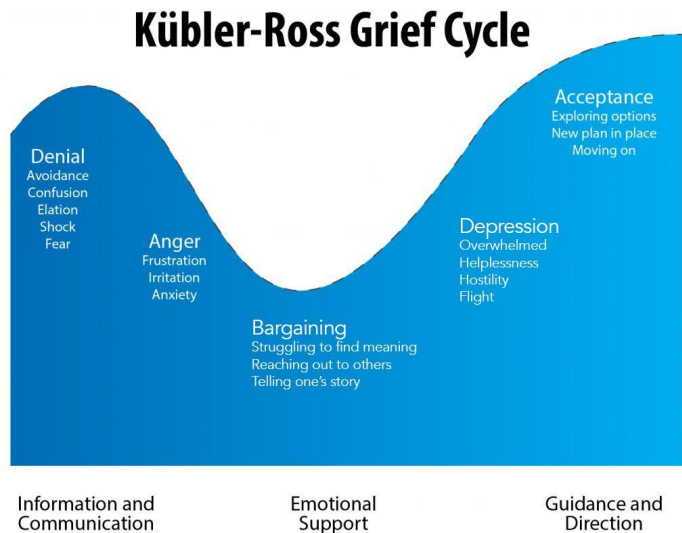 Kübler-Ross Grief Cycle
Denial
Avoidance
Confusion
Elation
Shock
Fear
Anger
Frustration
Irritation
Anxiety
Bargaining
Struggling to find meaning
Reaching out to others
Telling one's story
Depression
Overwhelmed
Helplessness
Hostility
Flight
Acceptance
Exploring options
New plan in place
Moving on
Information and
Communication
Emotional
Support
Guidance and
Direction